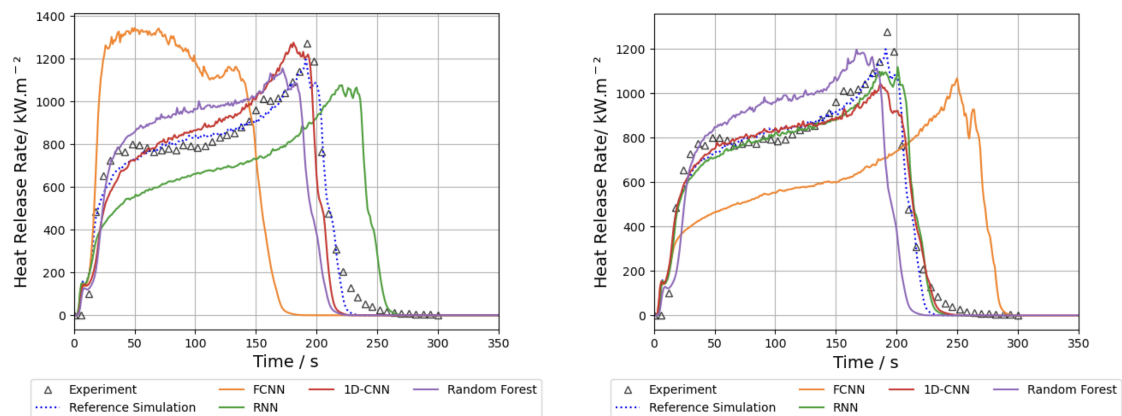 1400
1200
1000
800
600
400
200
0
Heat Release Rate/ kW.m⁻²
0 50 100 150 200 250 300 350
Time / s
Experiment FCNN 1D-CNN Random Forest
Reference Simulation RNN
1200
1000
800
600
400
200
0
Heat Release Rate/ kW.m⁻²
0 50 100 150 200 250 300 350
Time / s
Experiment FCNN 1D-CNN Random Forest
Reference Simulation RNN